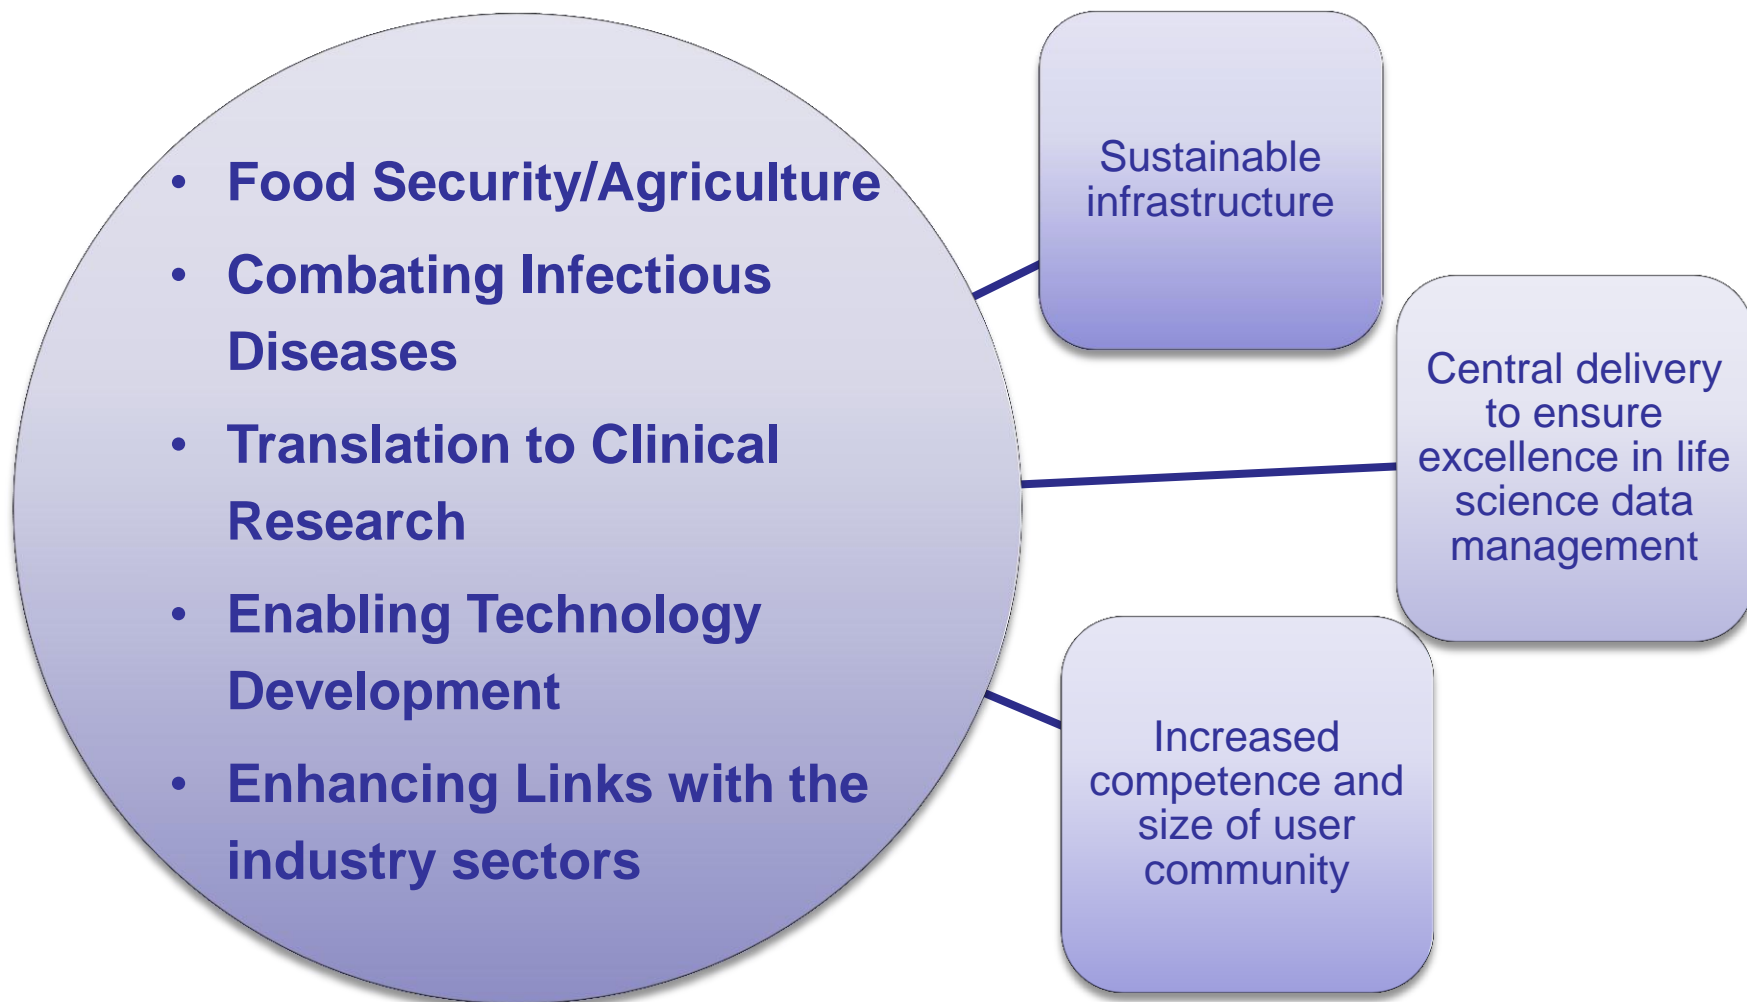 • Food Security/Agriculture
• Combating Infectious
Diseases
• Translation to Clinical
Research
• Enabling Technology
Development
• Enhancing Links with the
industry sectors
Sustainable
infrastructure
Central delivery
to ensure
excellence in life
science data
management
Increased
competence and
size of user
community